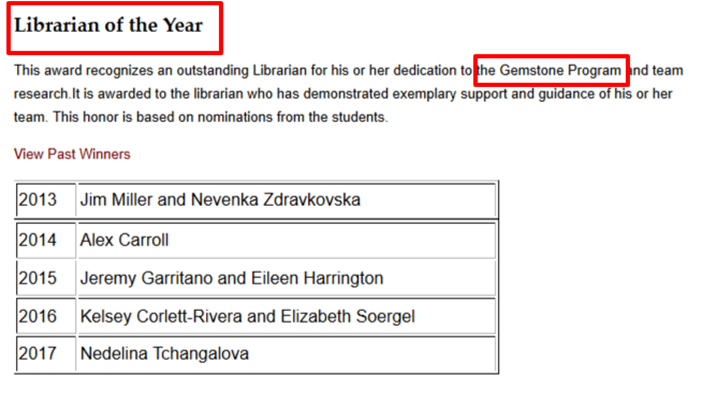 Librarian of the Year
This award recognizes an outstanding Librarian for his or her dedication to the Gemstone Program and team
research.It is awarded to the librarian who has demonstrated exemplary support and guidance of his or her
team. This honor is based on nominations from the students.
View Past Winners
2013 Jim Miller and Nevenka Zdravkovska
2014 Alex Carroll
2015 Jeremy Garritano and Eileen Harrington
2016 Kelsey Corlett-Rivera and Elizabeth Soergel
2017 Nedelina Tchangalova